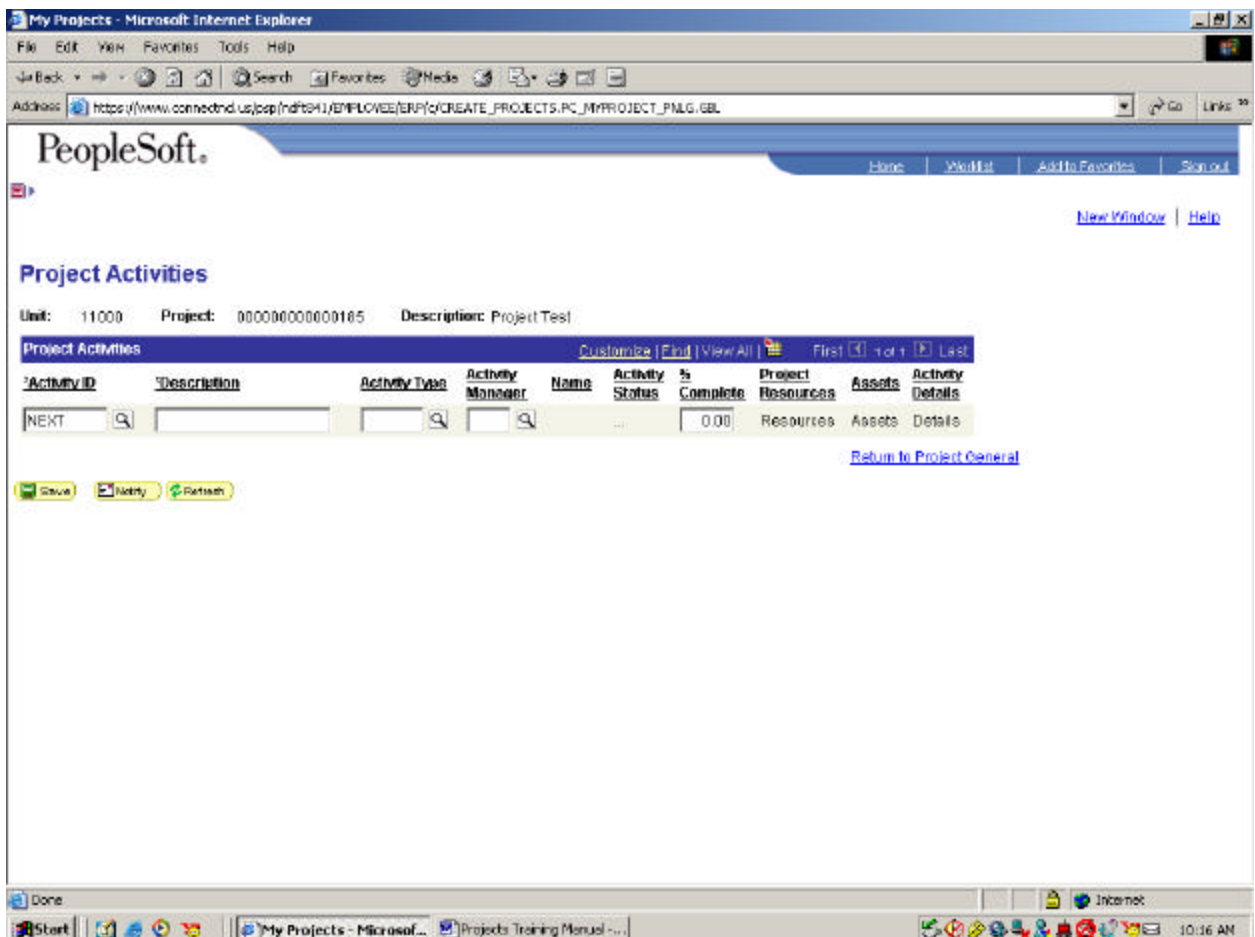 My Projects - Microsoft Internet Explorer
File Edit View Favorites Tools Help
Back Search Favorites Media
Address https://www.connectnd.us/psp/ndft841/EMPLOYEE/ERP/c/CREATE_PROJECTS.PC_MYPROJECT_PNLG.GBL Go Links »
PeopleSoft.
Home Worklist Add to Favorites Sign out
New Window | Help
Project Activities
Unit: 11000 Project: 000000000000185 Description: Project Test
Project Activities Customize | Find | View All | First 1 of 1 Last
*Activity ID *Description Activity Type Activity Manager Name Activity Status % Complete Project Resources Assets Activity Details
NEXT ... 0.00 Resources Assets Details
Return to Project General
Save Notify Refresh
Done Internet
Start My Projects - Microsof... Projects Training Manual -... 10:16 AM